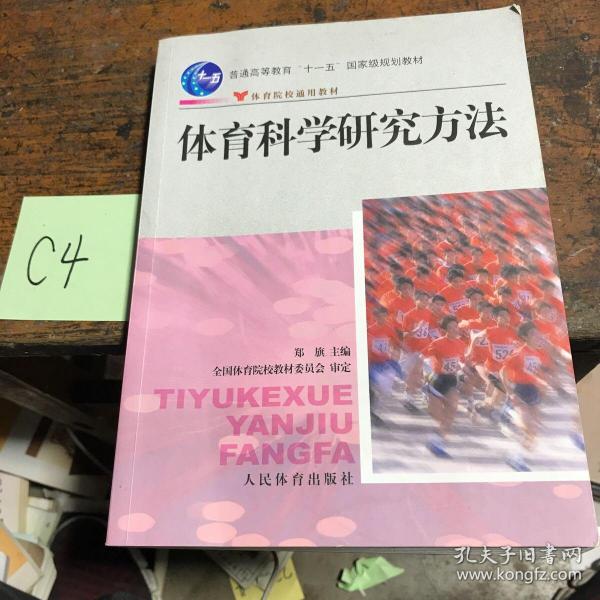 十一五
普通高等教育"十一五"国家级规划教材
体育院校通用教材
体育科学研究方法
C4
郑 旗 主编
全国体育院校教材委员会 审定
TIYUKEXUE
YANJIU
FANGFA
人民体育出版社
孔夫子旧书网
www.kongfz.com